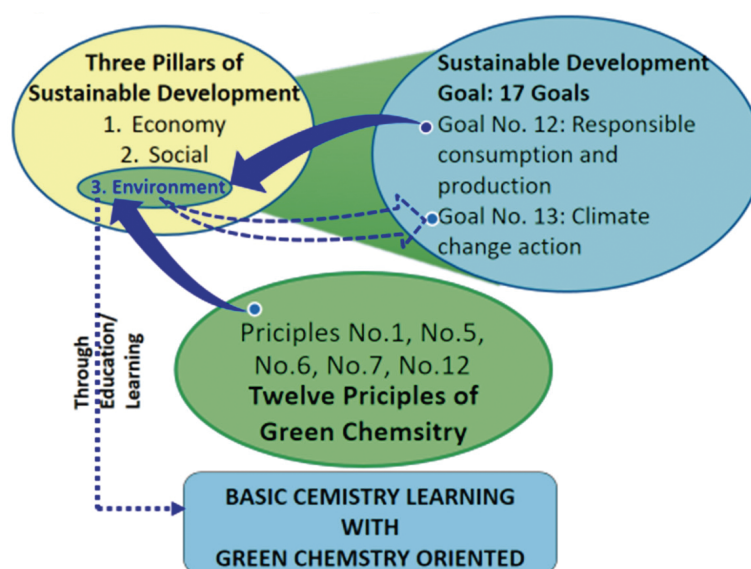 Three Pillars of
Sustainable Development
1. Economy
2. Social
3. Environment
Sustainable Development
Goal: 17 Goals
Goal No. 12: Responsible
consumption and
production
Goal No. 13: Climate
change action
Through
Education/
Learning
Priciples No.1, No.5,
No.6, No.7, No.12
Twelve Priciples of
Green Chemsitry
BASIC CEMISTRY LEARNING
WITH
GREEN CHEMSTRY ORIENTED